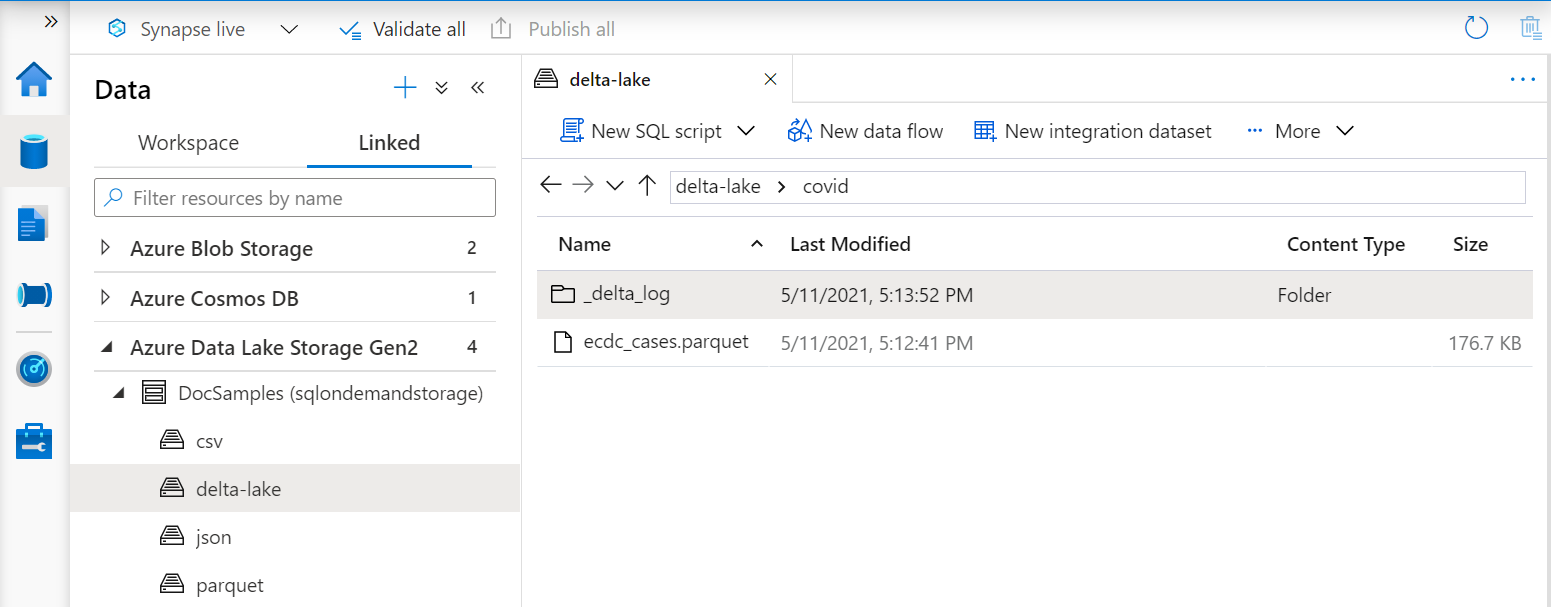 Synapse live Validate all Publish all
Data
Workspace Linked
Filter resources by name
Azure Blob Storage 2
Azure Cosmos DB 1
Azure Data Lake Storage Gen2 4
DocSamples (sqlondemandstorage)
csv
delta-lake
json
parquet
delta-lake
New SQL script New data flow New integration dataset More
delta-lake covid
Name Last Modified Content Type Size
_delta_log 5/11/2021, 5:13:52 PM Folder
ecdc_cases.parquet 5/11/2021, 5:12:41 PM 176.7 KB